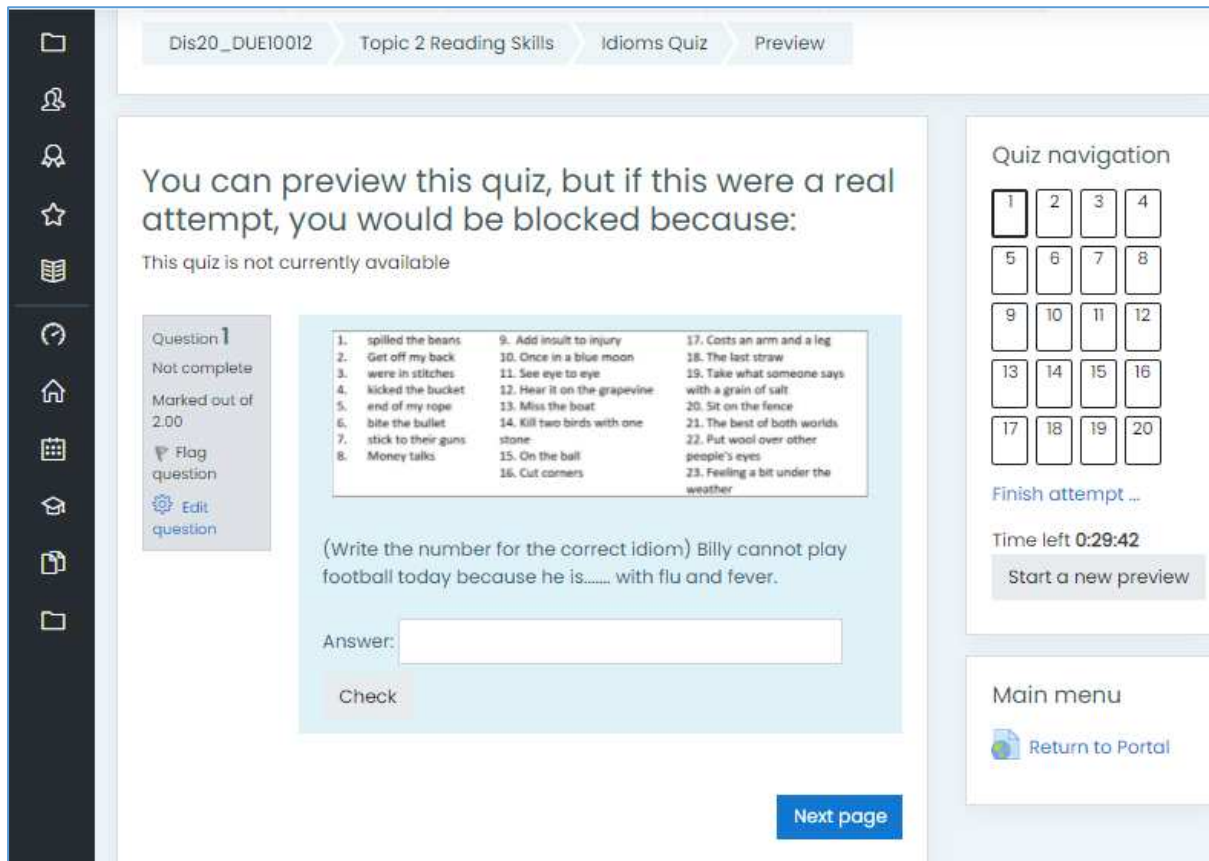 Dis20_DUE10012 Topic 2 Reading Skills Idioms Quiz Preview
You can preview this quiz, but if this were a real
attempt, you would be blocked because:
This quiz is not currently available
Question 1
Not complete
Marked out of
2.00
Flag
question
Edit
question
1. spilled the beans
2. Get off my back
3. were in stitches
4. kicked the bucket
5. end of my rope
6. bite the bullet
7. stick to their guns
8. Money talks
9. Add insult to injury
10. Once in a blue moon
11. See eye to eye
12. Hear it on the grapevine
13. Miss the boat
14. Kill two birds with one
stone
15. On the ball
16. Cut corners
17. Costs an arm and a leg
18. The last straw
19. Take what someone says
with a grain of salt
20. Sit on the fence
21. The best of both worlds
22. Put wool over other
people's eyes
23. Feeling a bit under the
weather
(Write the number for the correct idiom) Billy cannot play
football today because he is....... with flu and fever.
Answer:
Check
Next page
Quiz navigation
1 2 3 4
5 6 7 8
9 10 11 12
13 14 15 16
17 18 19 20
Finish attempt ...
Time left 0:29:42
Start a new preview
Main menu
Return to Portal